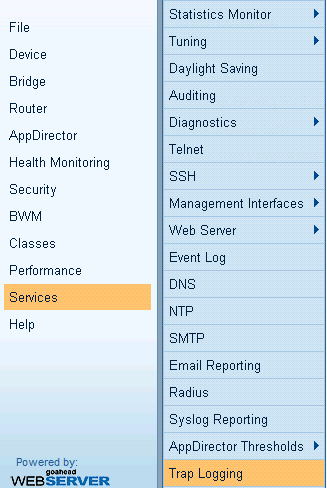 File
Device
Bridge
Router
AppDirector
Health Monitoring
Security
BWM
Classes
Performance
Services
Help
Powered by:
goahead
WEBSERVER
Statistics Monitor
Tuning
Daylight Saving
Auditing
Diagnostics
Telnet
SSH
Management Interfaces
Web Server
Event Log
DNS
NTP
SMTP
Email Reporting
Radius
Syslog Reporting
AppDirector Thresholds
Trap Logging